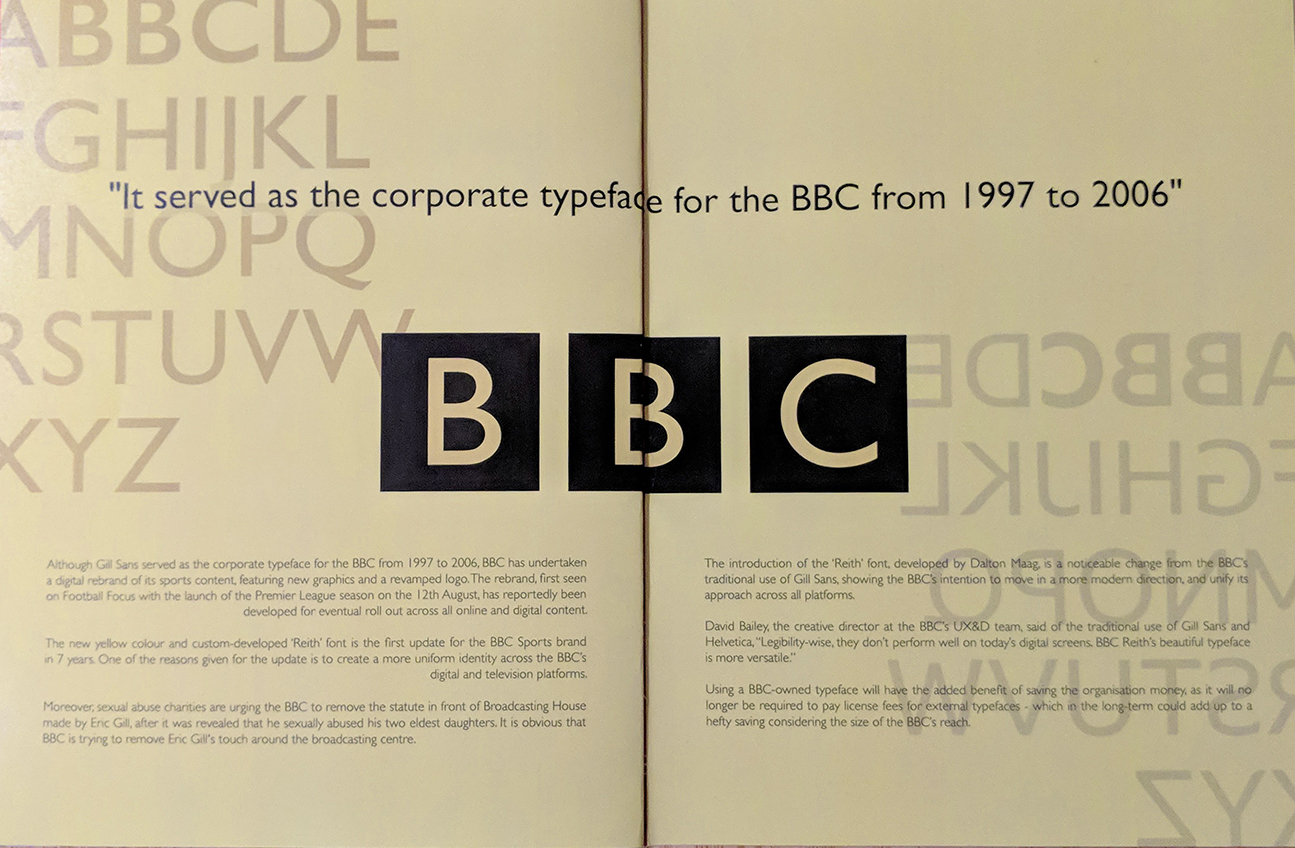 ABBCDE
FGHIJKL
"It served as the corporate typeface for the BBC from 1997 to 2006"
MNOPQ
RSTUVW
XYZ
BBC
Although Gill Sans served as the corporate typeface for the BBC from 1997 to 2006, BBC has undertaken
a digital rebrand of its sports content, featuring new graphics and a revamped logo. The rebrand, first seen
on Football Focus with the launch of the Premier League season on the 12th August, has reportedly been
developed for eventual roll out across all online and digital content.
The new yellow colour and custom-developed 'Reith' font is the first update for the BBC Sports brand
in 7 years. One of the reasons given for the update is to create a more uniform identity across the BBC's
digital and television platforms.
Moreover, sexual abuse charities are urging the BBC to remove the statute in front of Broadcasting House
made by Eric Gill, after it was revealed that he sexually abused his two eldest daughters. It is obvious that
BBC is trying to remove Eric Gill's touch around the broadcasting centre.
The introduction of the 'Reith' font, developed by Dalton Maag, is a noticeable change from the BBC's
traditional use of Gill Sans, showing the BBC's intention to move in a more modern direction, and unify its
approach across all platforms.
David Bailey, the creative director at the BBC's UX&D team, said of the traditional use of Gill Sans and
Helvetica, "Legibility-wise, they don't perform well on today's digital screens. BBC Reith's beautiful typeface
is more versatile."
Using a BBC-owned typeface will have the added benefit of saving the organisation money, as it will no
longer be required to pay license fees for external typefaces - which in the long-term could add up to a
hefty saving considering the size of the BBC's reach.
ABBCDE
FGHIJKL
MNOPQ
RSTUVW
XYZ